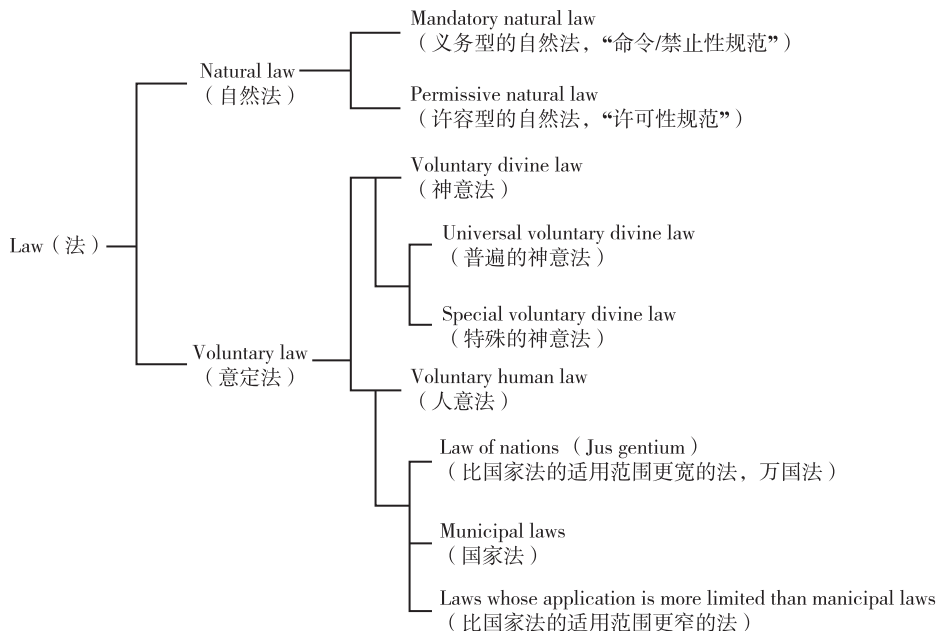 Mandatory natural law
（义务型的自然法，“命令/禁止性规范”）
Natural law
（自然法）
Permissive natural law
（许容型的自然法，“许可性规范”）
Voluntary divine law
（神意法）
Universal voluntary divine law
（普遍的神意法）
Law（法）
Special voluntary divine law
（特殊的神意法）
Voluntary law
（意定法）
Voluntary human law
（人意法）
Law of nations （Jus gentium）
（比国家法的适用范围更宽的法，万国法）
Municipal laws
（国家法）
Laws whose application is more limited than manicipal laws
（比国家法的适用范围更窄的法）